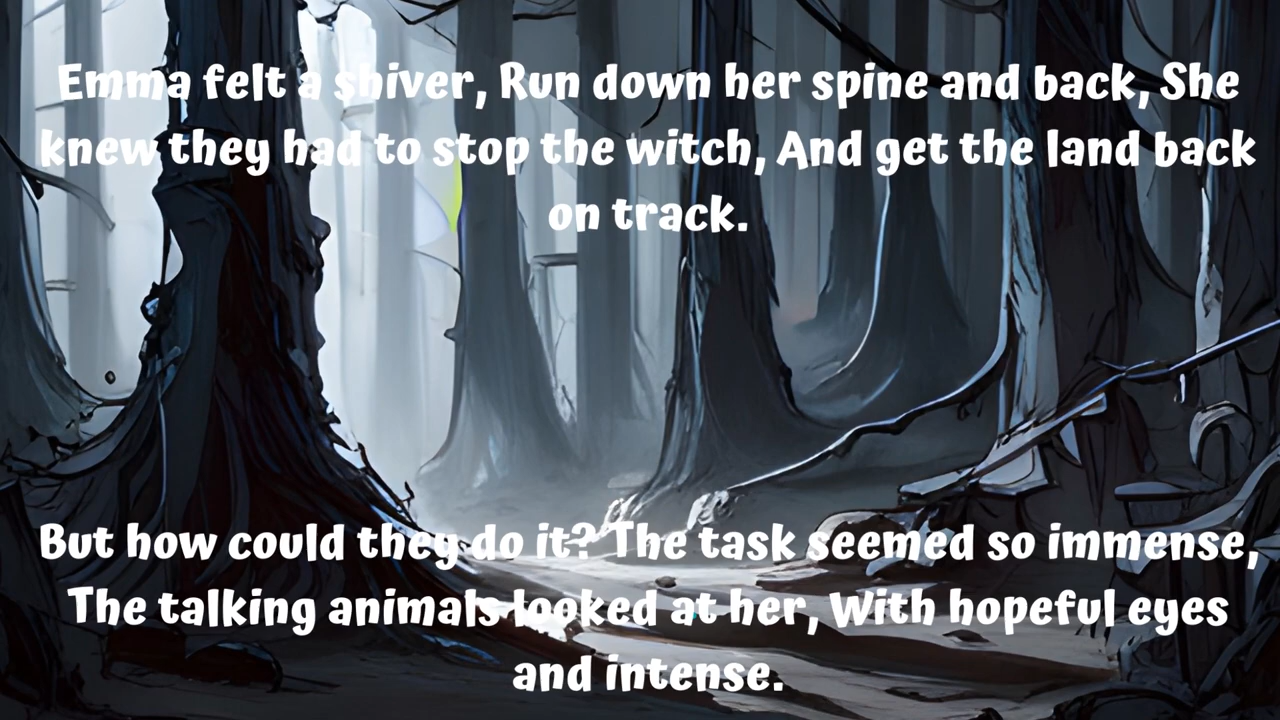 Emma felt a shiver, Run down her spine and back, She
knew they had to stop the witch, And get the land back
on track.
But how could they do it? The task seemed so immense,
The talking animals looked at her, With hopeful eyes
and intense.